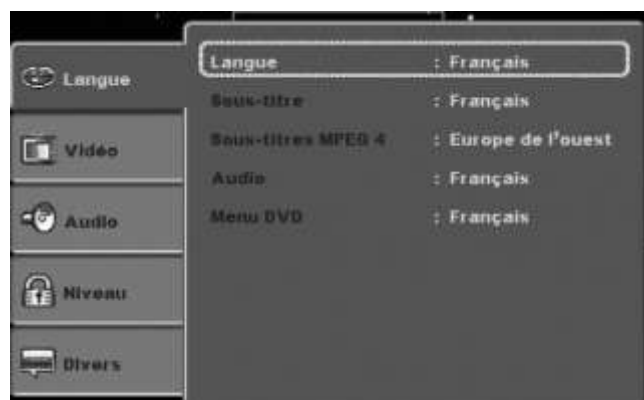 Langue
Vidéo
Audio
Niveau
Divers
Langue : Français
Sous-titre : Français
Sous-titres MPEG 4 : Europe de l'ouest
Audio : Français
Menu DVD : Français